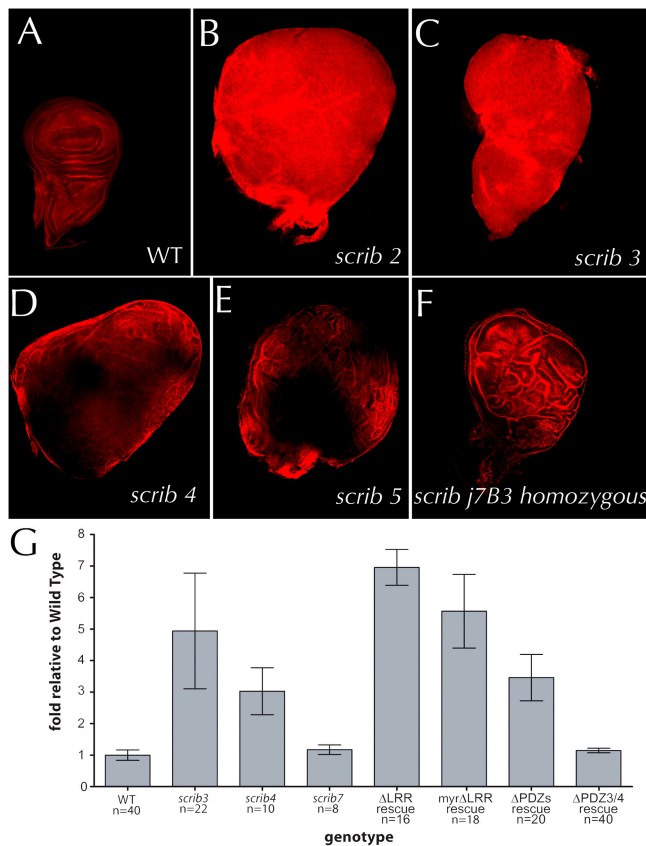 A
WT
B
scrib 2
C
scrib 3
D
scrib 4
E
scrib 5
F
scrib j7B3 homozygous
G
fold relative to Wild Type
8
7
6
5
4
3
2
1
0
WT
n=40
scrib3
n=22
scrib4
n=10
scrib7
n=8
ΔLRR
rescue
n=16
myrΔLRR
rescue
n=18
ΔPDZs
rescue
n=20
ΔPDZ3/4
rescue
n=40
genotype